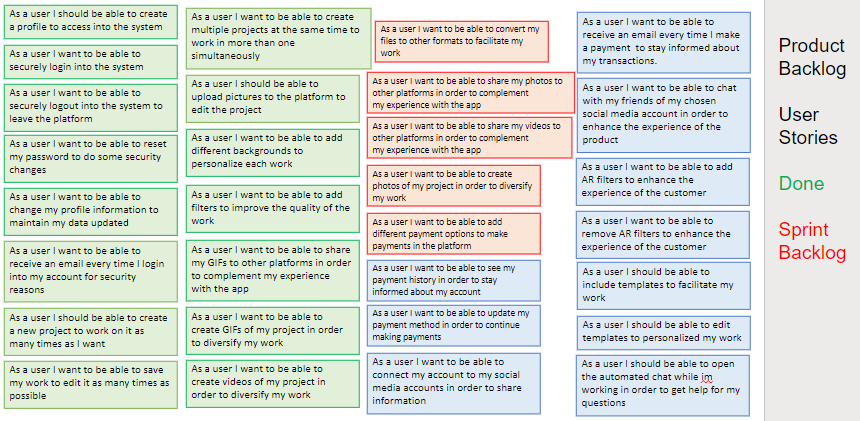 As a user I should be able to create
a profile to access into the system
As a user I want to be able to
securely login into the system
As a user I want to be able to
securely logout into the system to
leave the platform
As a user I want to be able to reset
my password to do some security
changes
As a user I want to be able to
change my profile information to
maintain my data updated
As a user I want to be able to
receive an email every time I login
into my account for security
reasons
As a user I should be able to create
a new project to work on it as
many times as I want
As a user I want to be able to save
my work to edit it as many times as
possible
As a user I want to be able to create
multiple projects at the same time to
work in more than one
simultaneously
As a user I should be able to
upload pictures to the platform to
edit the project
As a user I want to be able to add
different backgrounds to
personalize each work
As a user I want to be able to add
filters to improve the quality of the
work
As a user I want to be able to share
my GIFs to other platforms in order
to complement my experience
with the app
As a user I want to be able to
create GIFs of my project in order
to diversify my work
As a user I want to be able to
create videos of my project in
order to diversify my work
As a user I want to be able to convert my
files to other formats to facilitate my
work
As a user I want to be able to share my photos to
other platforms in order to complement
my experience with the app
As a user I want to be able to share my videos to
other platforms in order to complement
my experience with the app
As a user I want to be able to create
photos of my project in order to diversify
my work
As a user I want to be able to add
different payment options to make
payments in the platform
As a user I want to be able to see my
payment history in order to stay
informed about my account
As a user I want to be able to update my
payment method in order to continue
making payments
As a user I want to be able to
connect my account to my social
media accounts in order to share
information
As a user I want to be able to
receive an email every time I make
a payment to stay informed about
my transactions.
As a user I want to be able to chat
with my friends of my chosen
social media account in order to
enhance the experience of the
product
As a user I want to be able to add
AR filters to enhance the
experience of the customer
As a user I want to be able to
remove AR filters to enhance the
experience of the customer
As a user I should be able to
include templates to facilitate my
work
As a user I should be able to edit
templates to personalized my work
As a user I should be able to open
the automated chat while im
working in order to get help for my
questions
Product
Backlog
User
Stories
Done
Sprint
Backlog